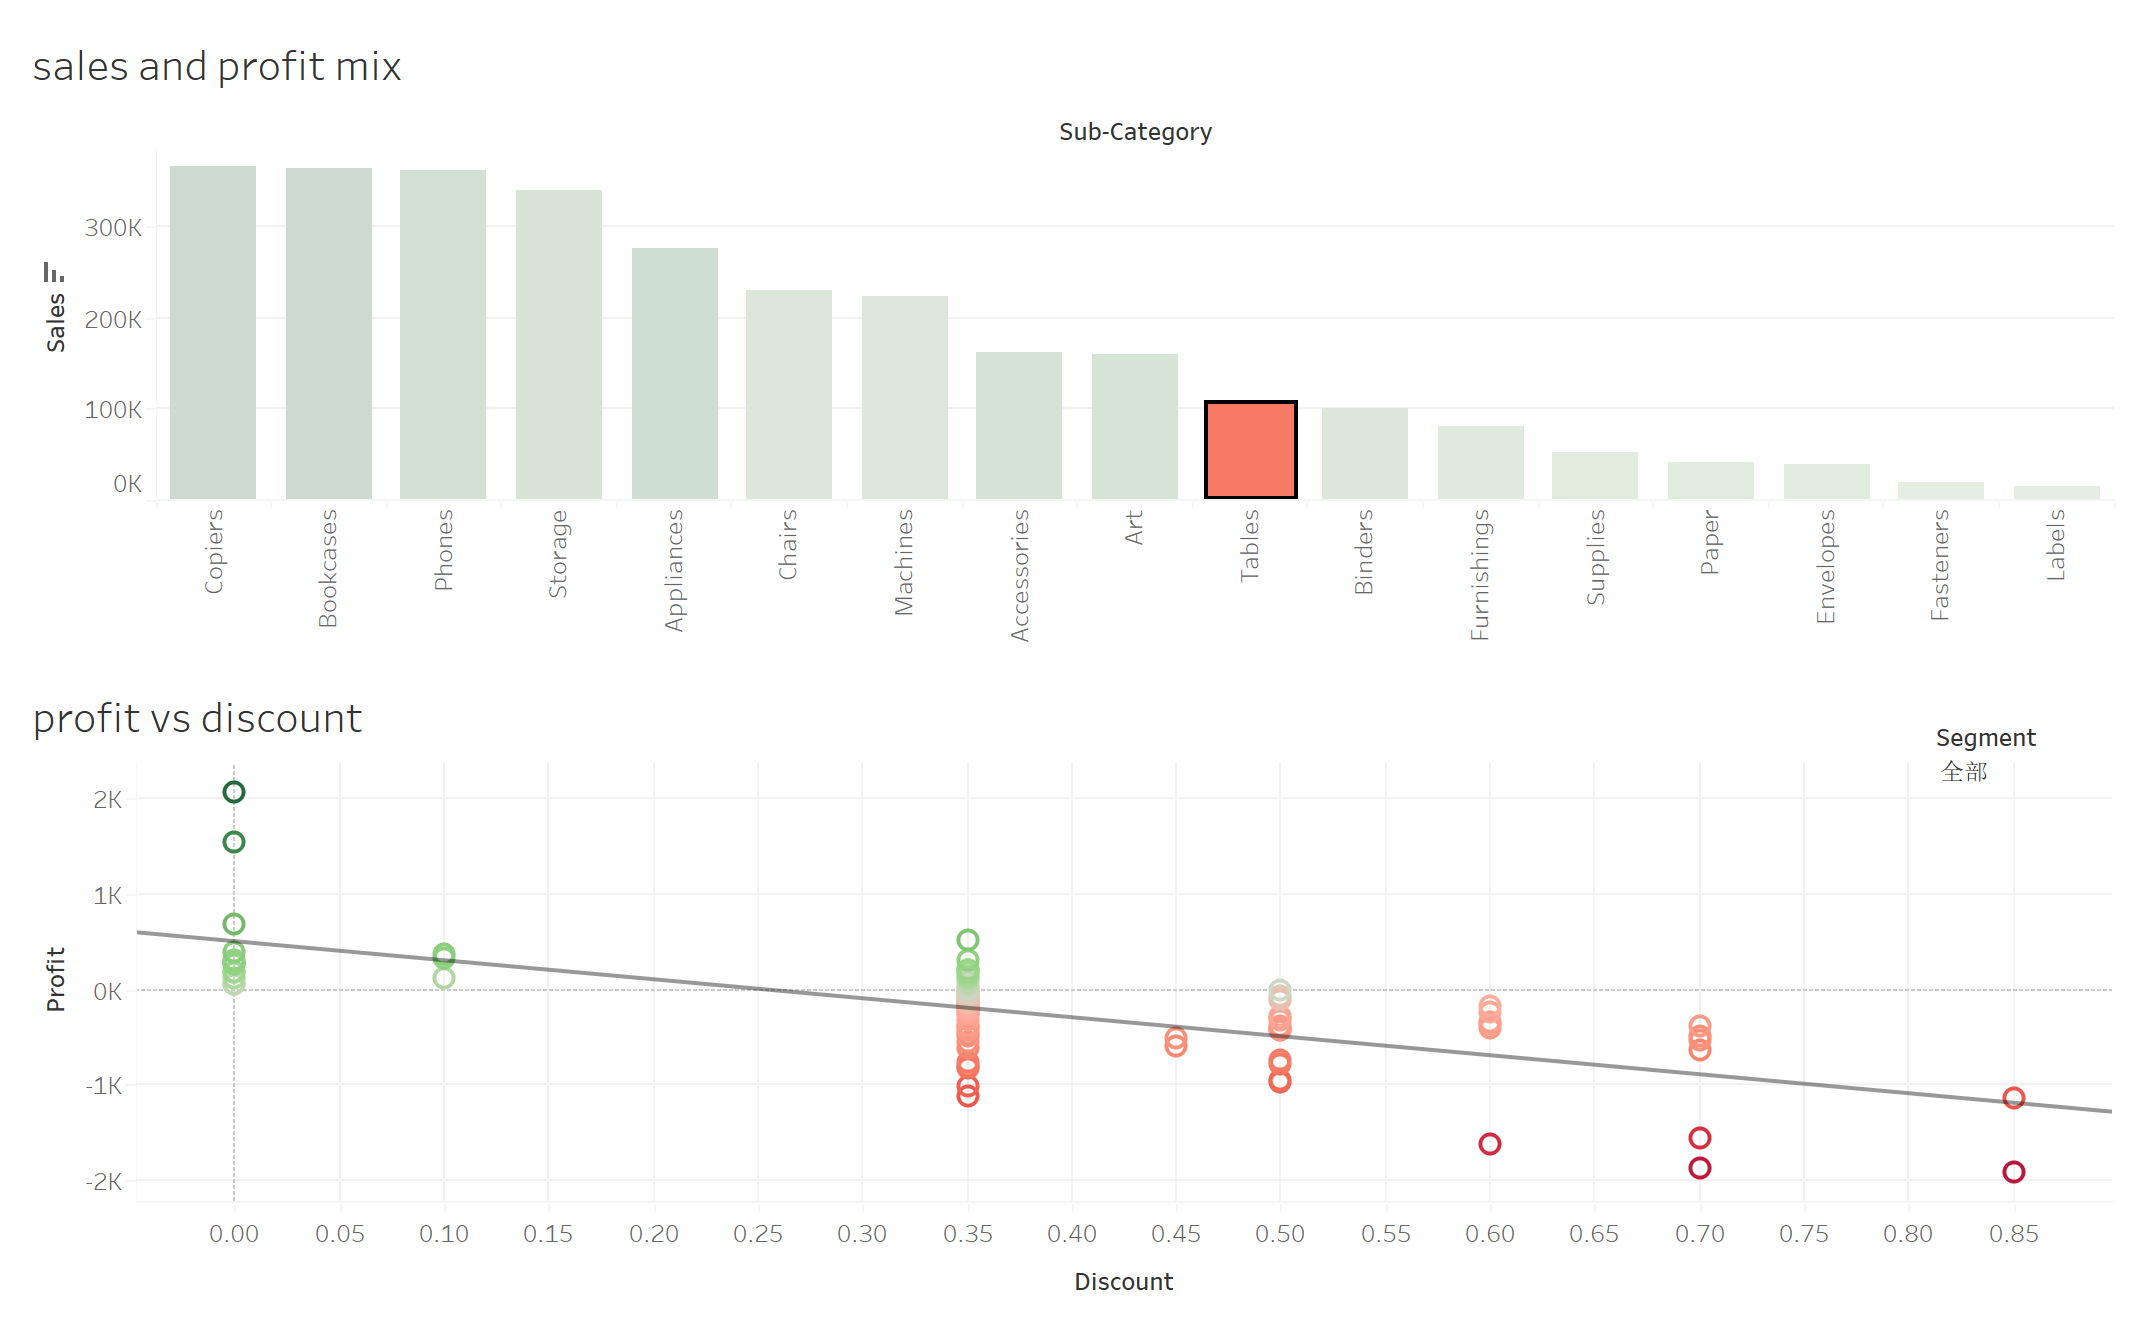 sales and profit mix
Sub-Category
Sales
300K
200K
100K
0K
Copiers
Bookcases
Phones
Storage
Appliances
Chairs
Machines
Accessories
Art
Tables
Binders
Furnishings
Supplies
Paper
Envelopes
Fasteners
Labels
profit vs discount
Segment
全部
Profit
2K
1K
0K
-1K
-2K
0.00 0.05 0.10 0.15 0.20 0.25 0.30 0.35 0.40 0.45 0.50 0.55 0.60 0.65 0.70 0.75 0.80 0.85
Discount